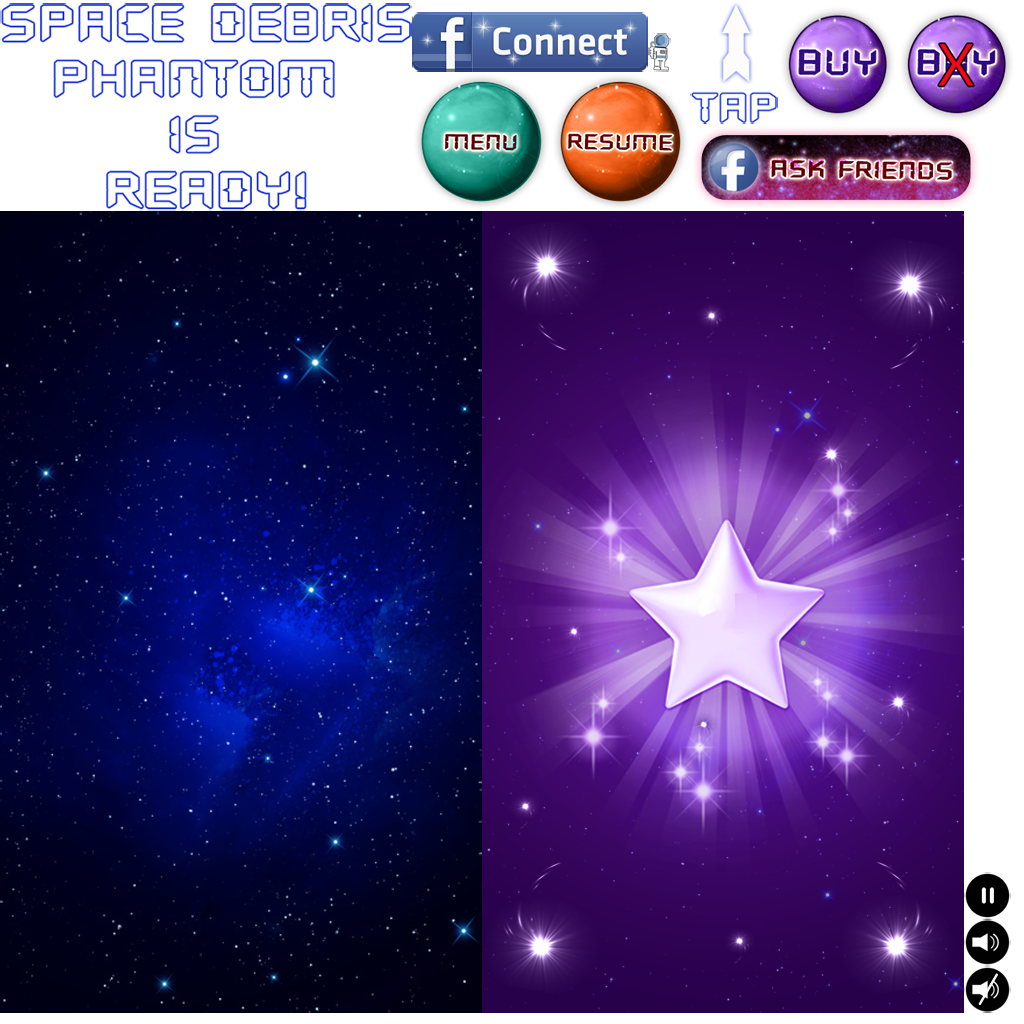 SPACE DEBRIS
PHANTOM
IS
READY!
f Connect
MENU
RESUME
TAP
BUY
BUY
f ASK FRIENDS